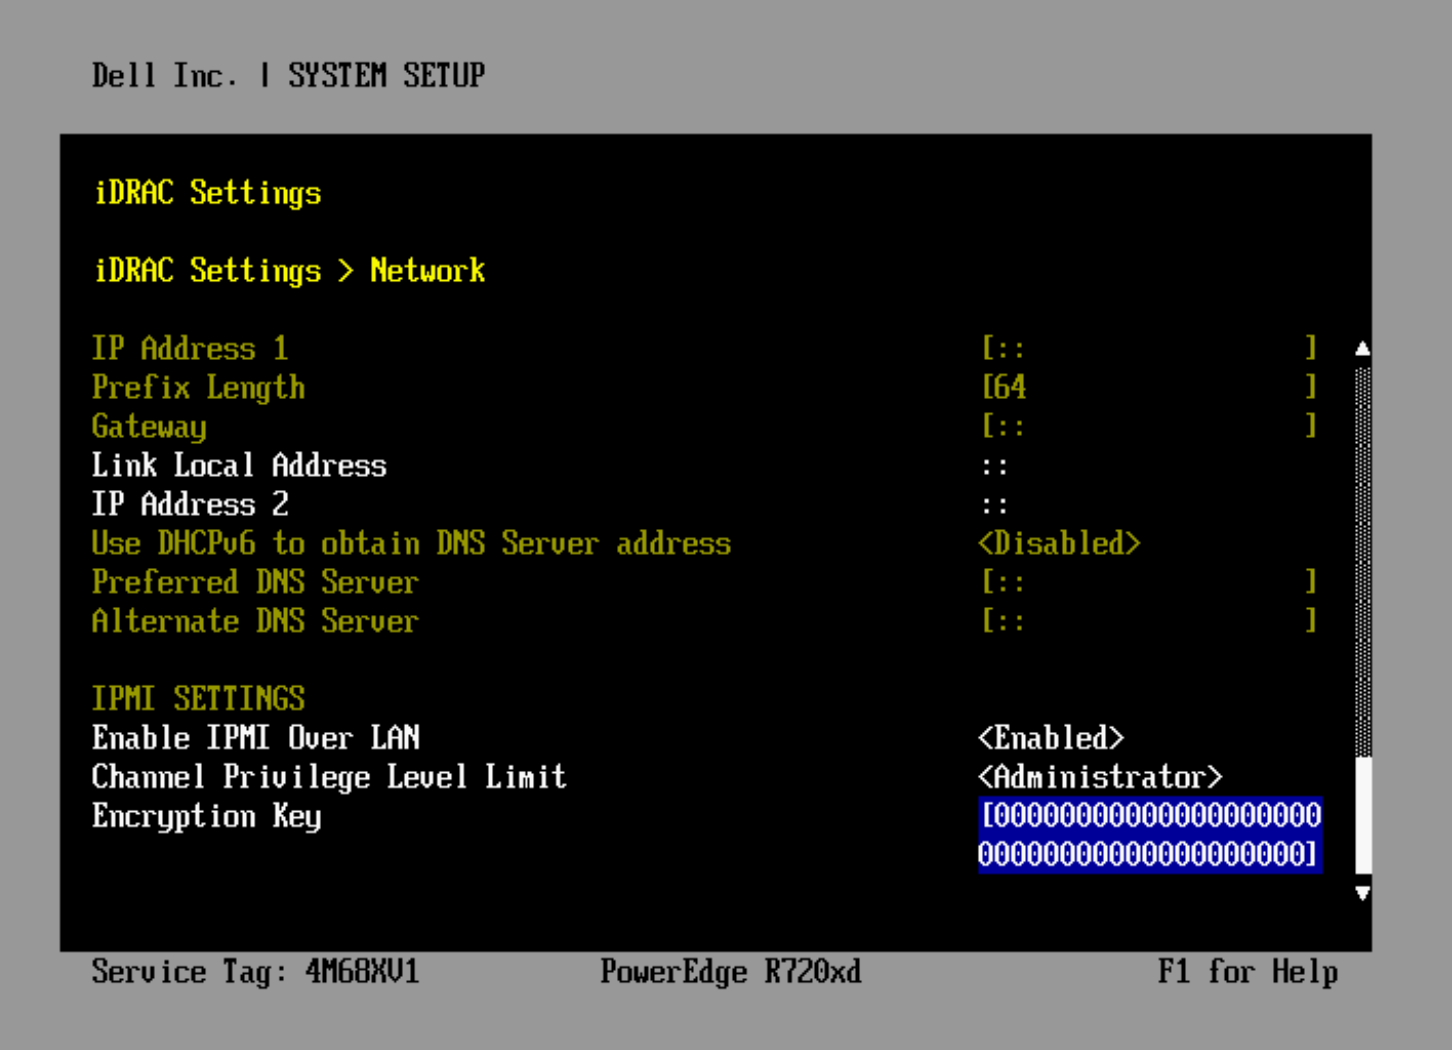 Dell Inc. | SYSTEM SETUP
iDRAC Settings
iDRAC Settings > Network
IP Address 1 [:: ]
Prefix Length [64 ]
Gateway [:: ]
Link Local Address ::
IP Address 2 ::
Use DHCPv6 to obtain DNS Server address <Disabled>
Preferred DNS Server [:: ]
Alternate DNS Server [:: ]
IPMI SETTINGS
Enable IPMI Over LAN <Enabled>
Channel Privilege Level Limit <Administrator>
Encryption Key [00000000000000000000
00000000000000000000]
Service Tag: 4M68XV1 PowerEdge R720xd F1 for Help